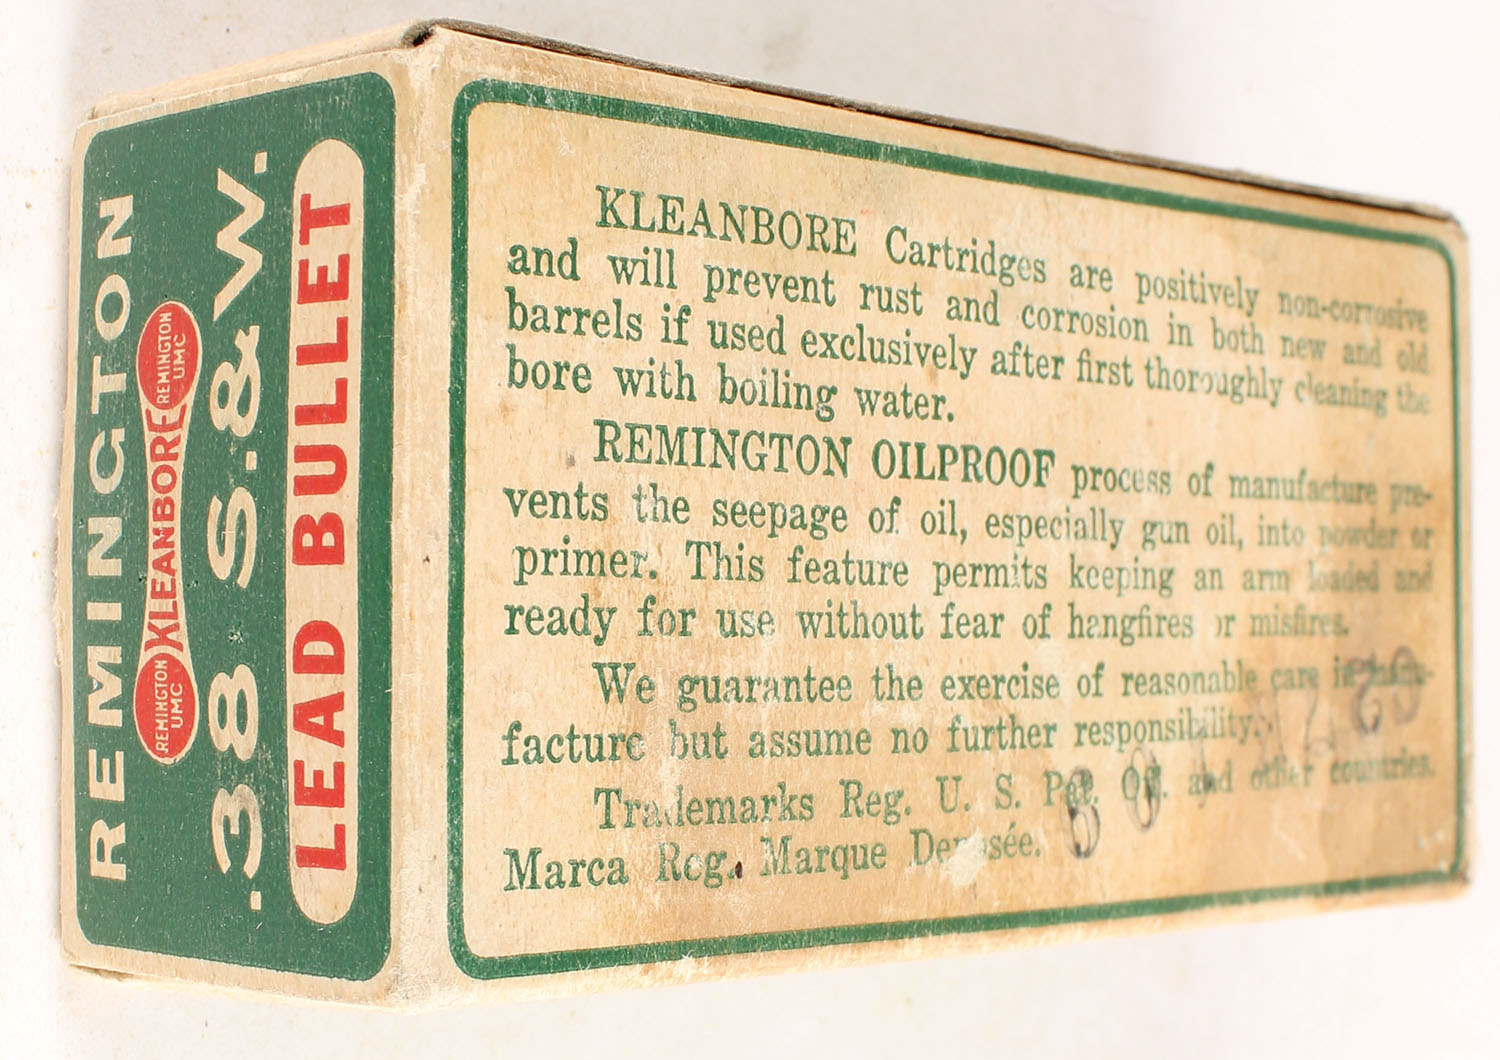 REMINGTON
REMINGTON UMC KLEANBORE REMINGTON UMC
.38 S.&W.
LEAD BULLET
KLEANBORE Cartridges are positively non-corrosive
and will prevent rust and corrosion in both new and old
barrels if used exclusively after first thoroughly cleaning the
bore with boiling water.
REMINGTON OILPROOF process of manufacture pre-
vents the seepage of oil, especially gun oil, into powder or
primer. This feature permits keeping an arm loaded and
ready for use without fear of hangfires or misfires.
We guarantee the exercise of reasonable care in manu-
facture but assume no further responsibility.
Trademarks Reg. U. S. Pat. Off. and other countries.
Marca Reg. Marque Deposée.